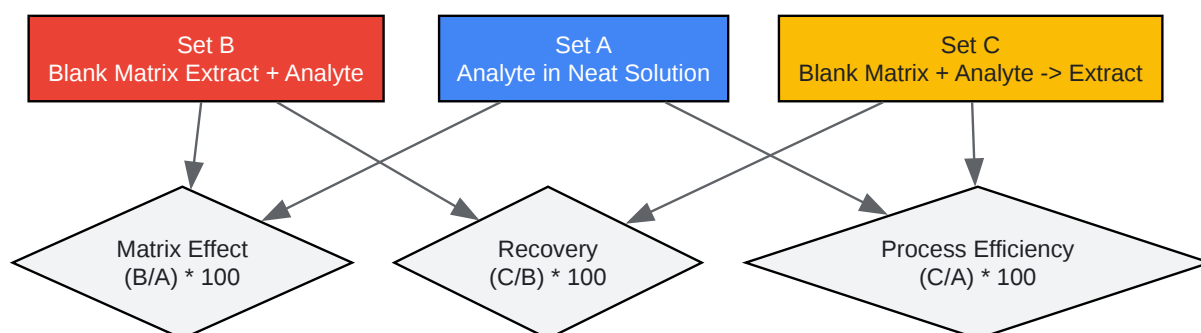 Set B
Blank Matrix Extract + Analyte
Set A
Analyte in Neat Solution
Set C
Blank Matrix + Analyte -> Extract
Matrix Effect
(B/A) * 100
Recovery
(C/B) * 100
Process Efficiency
(C/A) * 100